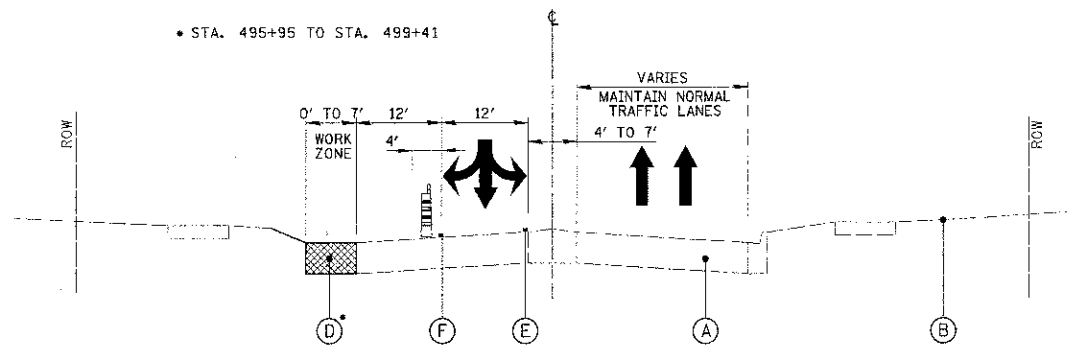 * STA. 495+95 TO STA. 499+41
℄
VARIES
MAINTAIN NORMAL
TRAFFIC LANES
0' TO 7'
12'
12'
WORK
ZONE
4'
4' TO 7'
ROW
ROW
D*
F
E
A
B